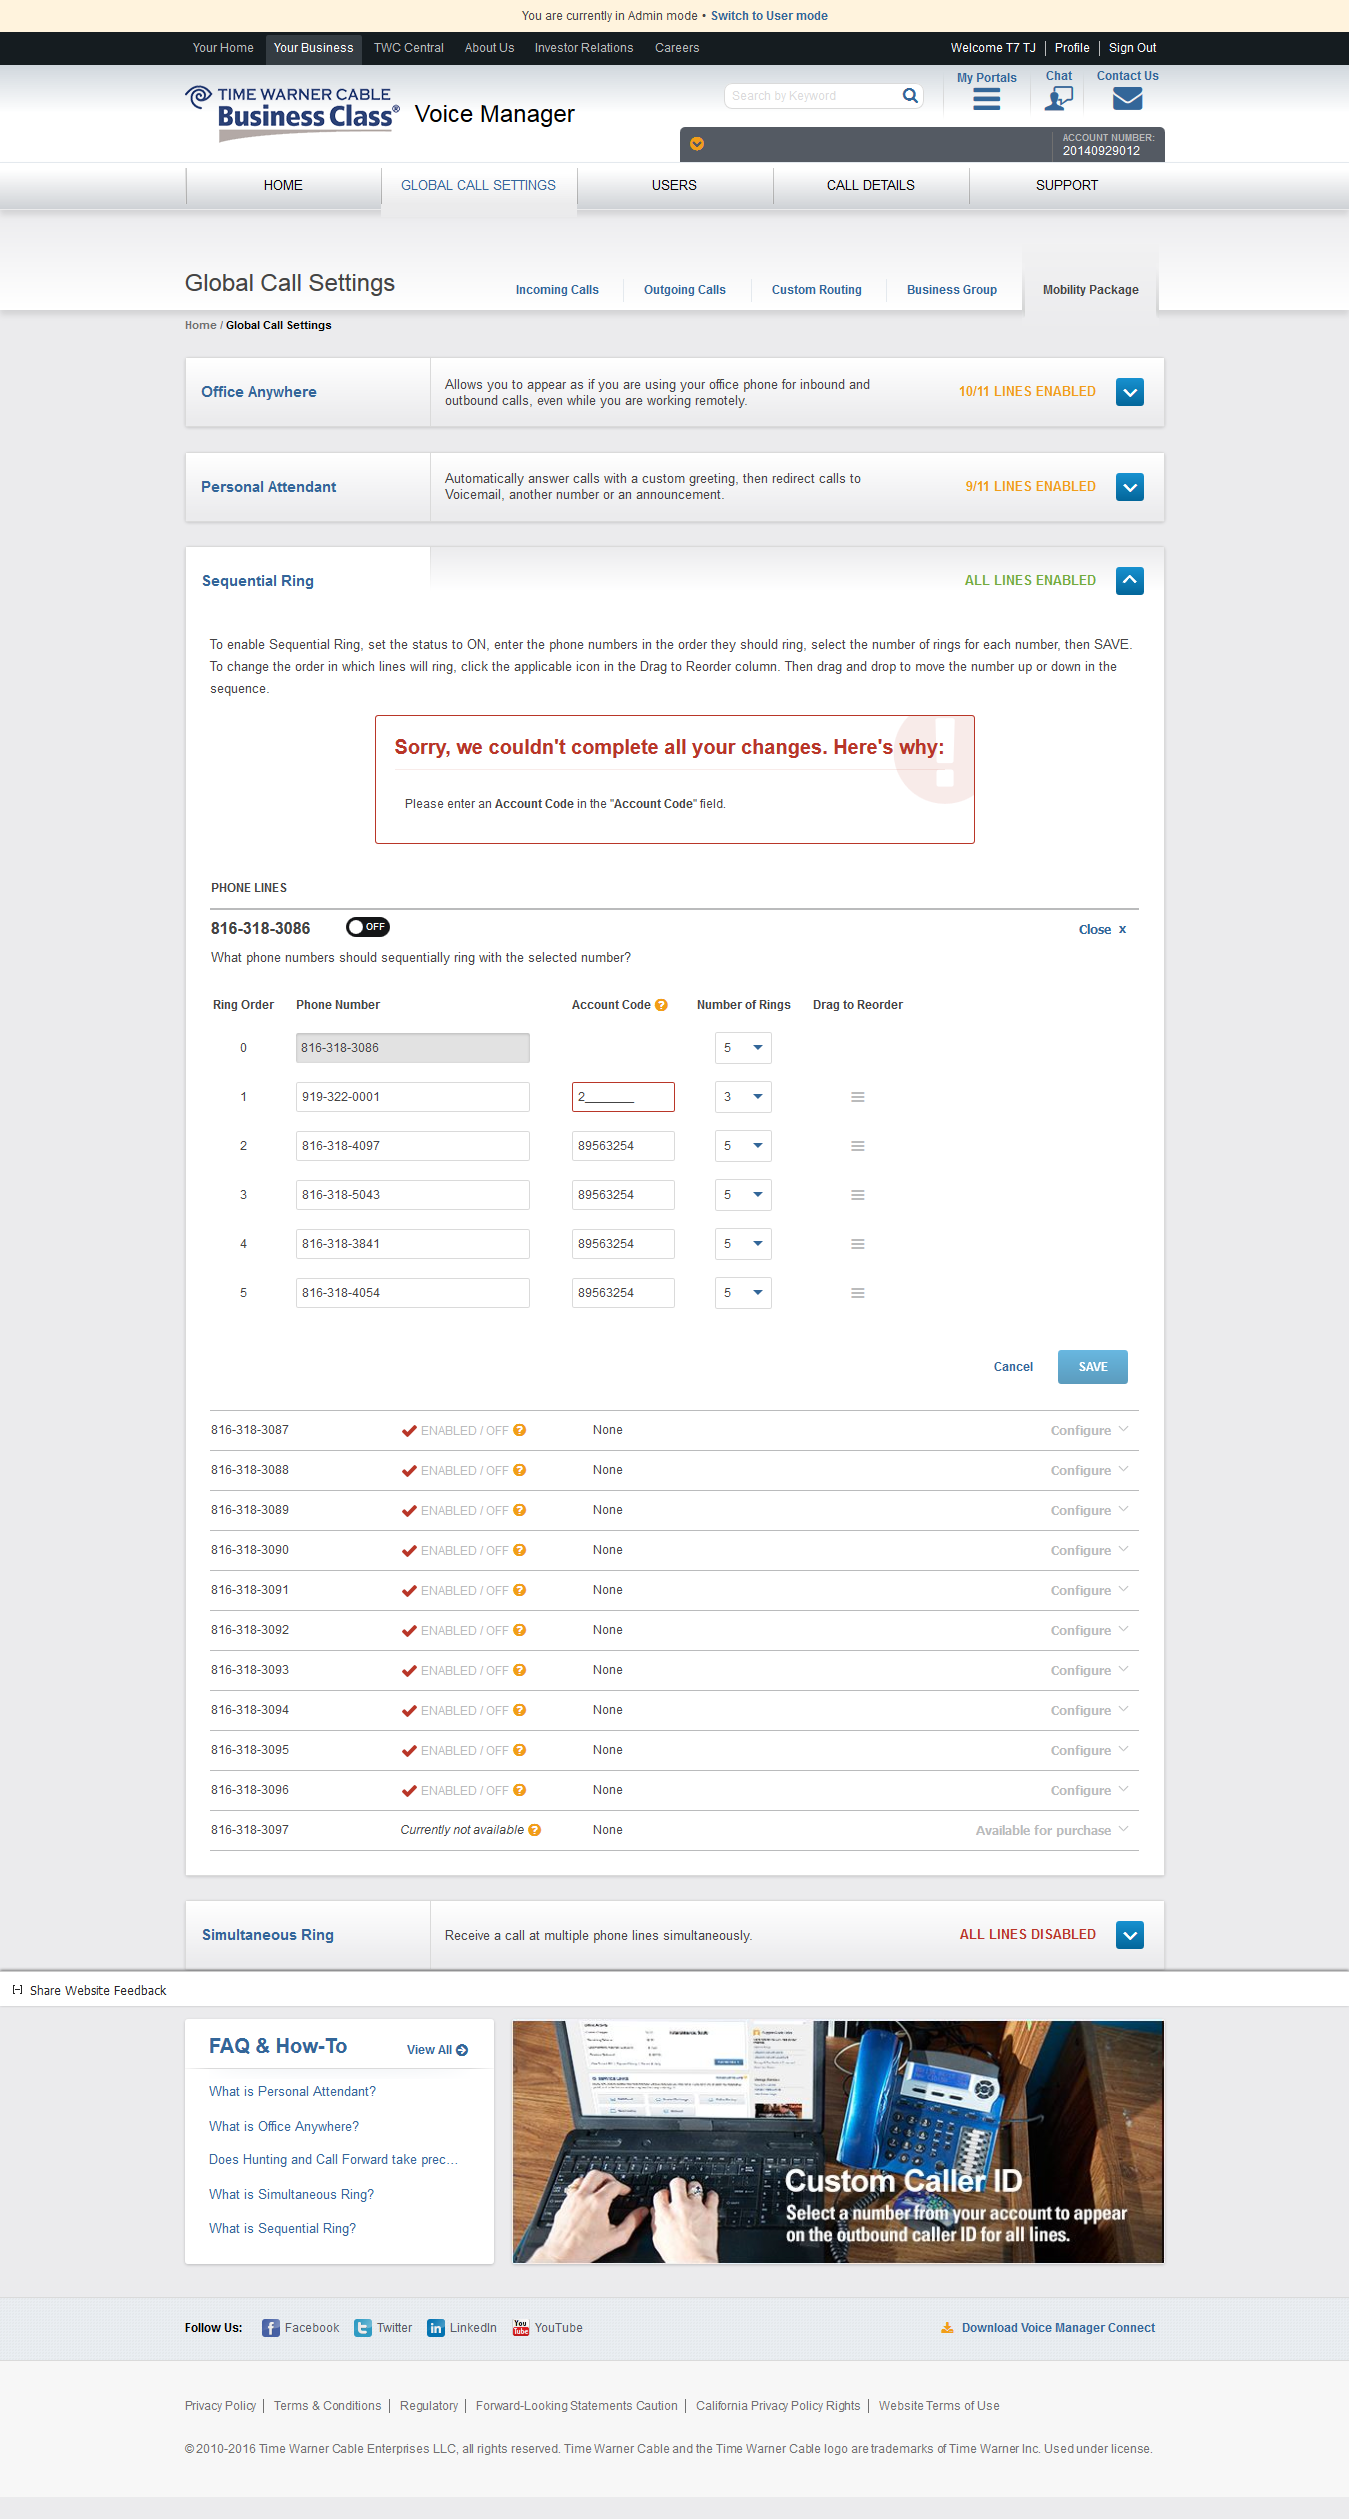 You are currently in Admin mode • Switch to User mode
Your Home Your Business TWC Central About Us Investor Relations Careers Welcome T7 TJ Profile Sign Out
TIME WARNER CABLE
Business Class®
Voice Manager
Search by Keyword
My Portals Chat Contact Us
ACCOUNT NUMBER:
20140929012
HOME GLOBAL CALL SETTINGS USERS CALL DETAILS SUPPORT
Global Call Settings
Incoming Calls Outgoing Calls Custom Routing Business Group Mobility Package
Home / Global Call Settings
Office Anywhere
Allows you to appear as if you are using your office phone for inbound and
outbound calls, even while you are working remotely.
10/11 LINES ENABLED
Personal Attendant
Automatically answer calls with a custom greeting, then redirect calls to
Voicemail, another number or an announcement.
9/11 LINES ENABLED
Sequential Ring
ALL LINES ENABLED
To enable Sequential Ring, set the status to ON, enter the phone numbers in the order they should ring, select the number of rings for each number, then SAVE.
To change the order in which lines will ring, click the applicable icon in the Drag to Reorder column. Then drag and drop to move the number up or down in the
sequence.
Sorry, we couldn't complete all your changes. Here's why:
Please enter an Account Code in the "Account Code" field.
PHONE LINES
816-318-3086 OFF Close x
What phone numbers should sequentially ring with the selected number?
Ring Order Phone Number Account Code ? Number of Rings Drag to Reorder
0 816-318-3086 5
1 919-322-0001 2_______ 3
2 816-318-4097 89563254 5
3 816-318-5043 89563254 5
4 816-318-3841 89563254 5
5 816-318-4054 89563254 5
Cancel SAVE
816-318-3087 ENABLED / OFF ? None Configure
816-318-3088 ENABLED / OFF ? None Configure
816-318-3089 ENABLED / OFF ? None Configure
816-318-3090 ENABLED / OFF ? None Configure
816-318-3091 ENABLED / OFF ? None Configure
816-318-3092 ENABLED / OFF ? None Configure
816-318-3093 ENABLED / OFF ? None Configure
816-318-3094 ENABLED / OFF ? None Configure
816-318-3095 ENABLED / OFF ? None Configure
816-318-3096 ENABLED / OFF ? None Configure
816-318-3097 Currently not available ? None Available for purchase
Simultaneous Ring
Receive a call at multiple phone lines simultaneously.
ALL LINES DISABLED
[-] Share Website Feedback
FAQ & How-To View All
What is Personal Attendant?
What is Office Anywhere?
Does Hunting and Call Forward take prec...
What is Simultaneous Ring?
What is Sequential Ring?
Custom Caller ID
Select a number from your account to appear
on the outbound caller ID for all lines.
Follow Us: Facebook Twitter LinkedIn You Tube YouTube
Download Voice Manager Connect
Privacy Policy Terms & Conditions Regulatory Forward-Looking Statements Caution California Privacy Policy Rights Website Terms of Use
© 2010-2016 Time Warner Cable Enterprises LLC, all rights reserved. Time Warner Cable and the Time Warner Cable logo are trademarks of Time Warner Inc. Used under license.